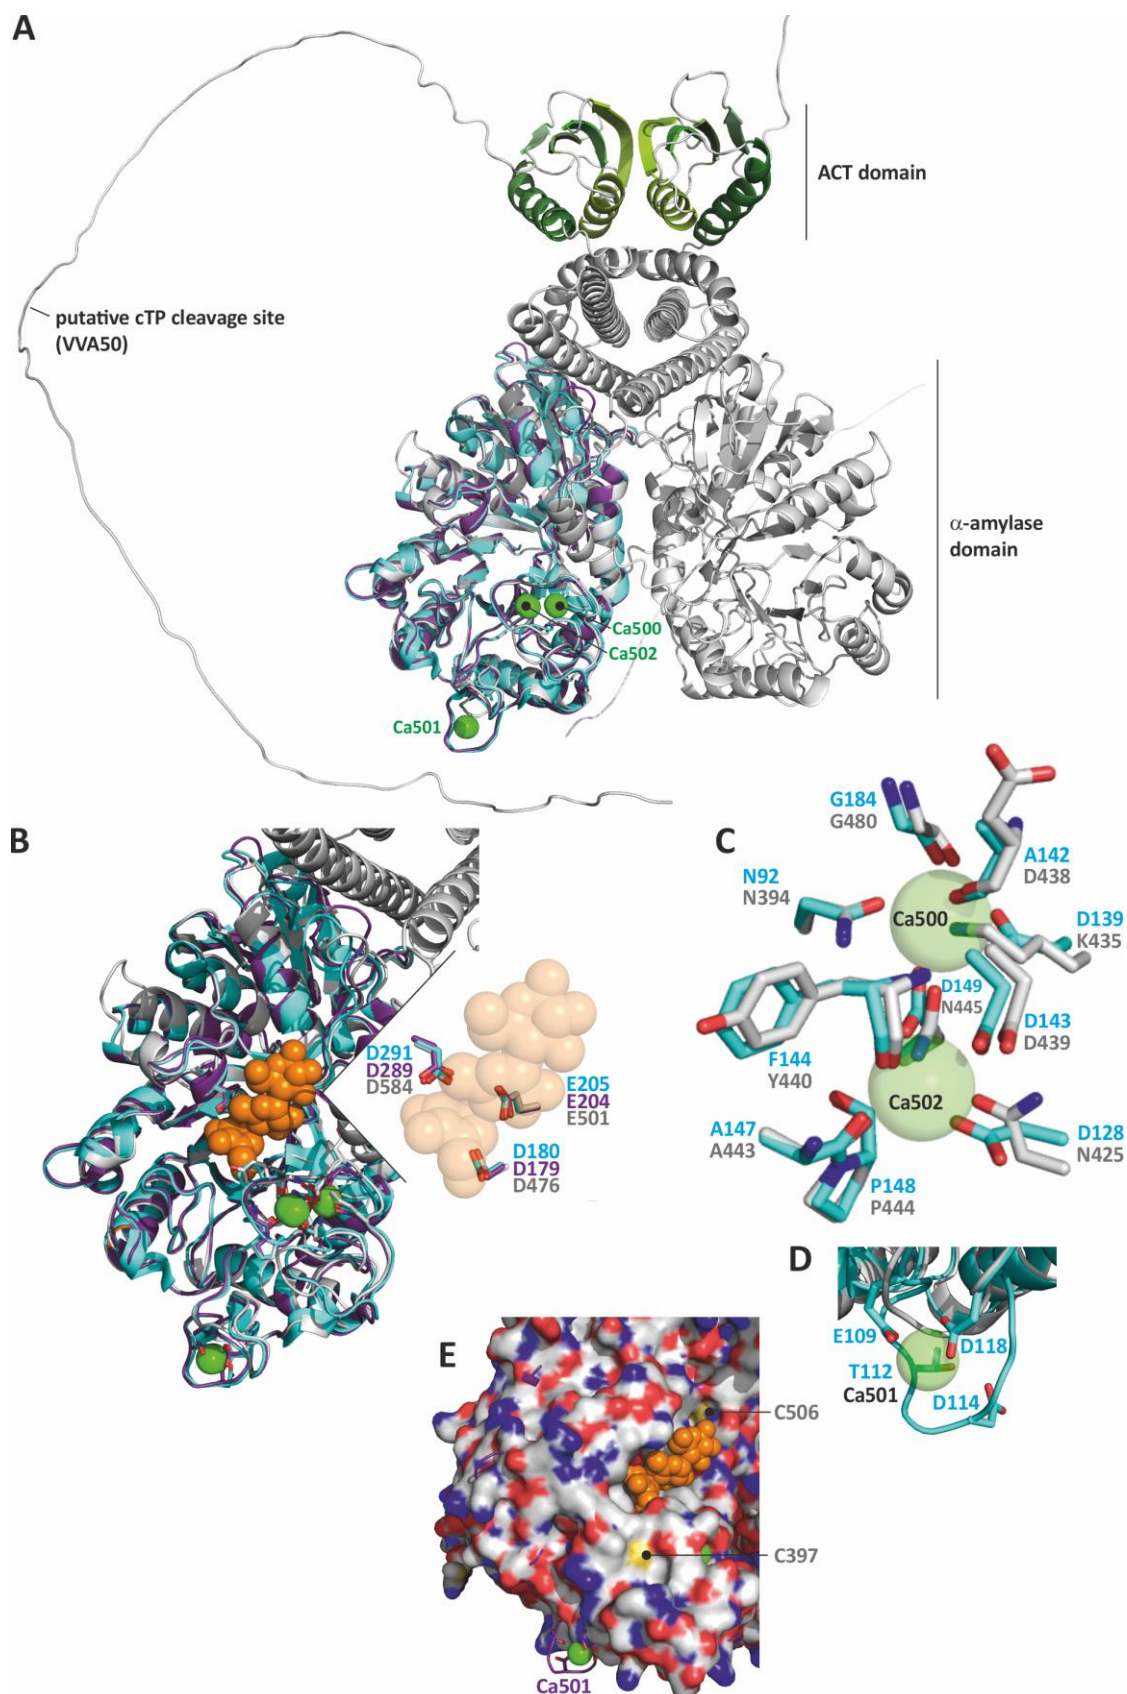 A
ACT domain
putative cTP cleavage site
(VVA50)
α-amylase
domain
Ca500
Ca502
Ca501
B
D291
D289
D584
E205
E204
E501
D180
D179
D476
C
G184
G480
A142
D438
N92
N394
Ca500
D139
K435
D149
N445
D143
D439
F144
Y440
Ca502
A147
A443
D128
N425
P148
P444
D
E109
D118
T112
Ca501
D114
E
C506
C397
Ca501